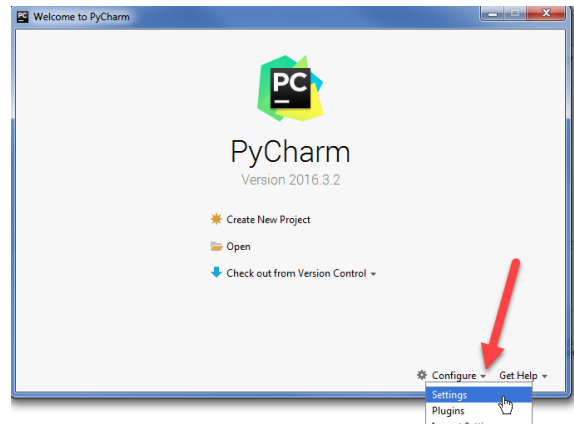 PC Welcome to PyCharm
PC
PyCharm
Version 2016.3.2
Create New Project
Open
Check out from Version Control
Configure Get Help
Settings
Plugins